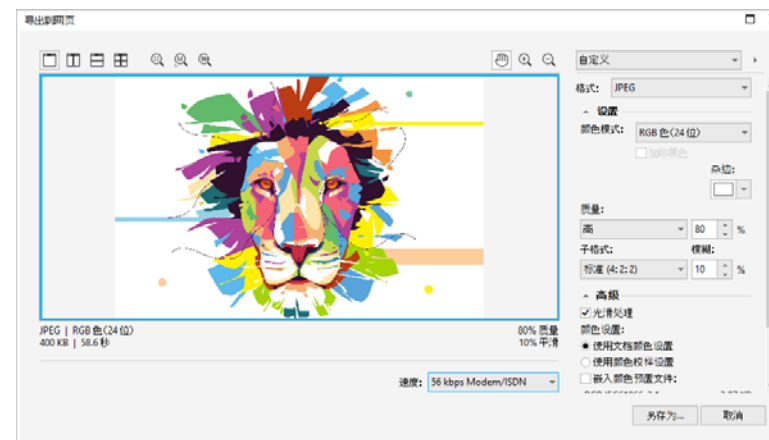 导出到网页
自定义
格式: JPEG
设置
颜色模式: RGB 色(24 位)
加印黑色
杂边:
质量:
高 80 %
子格式: 模糊:
标准 (4:2:2) 10 %
高级
光滑处理
颜色设置:
使用文档颜色设置
使用颜色校样设置
嵌入颜色预置文件:
JPEG | RGB 色(24 位) 80% 质量
400 KB | 58.6 秒 10% 平滑
速度: 56 kbps Modem/ISDN
另存为... 取消